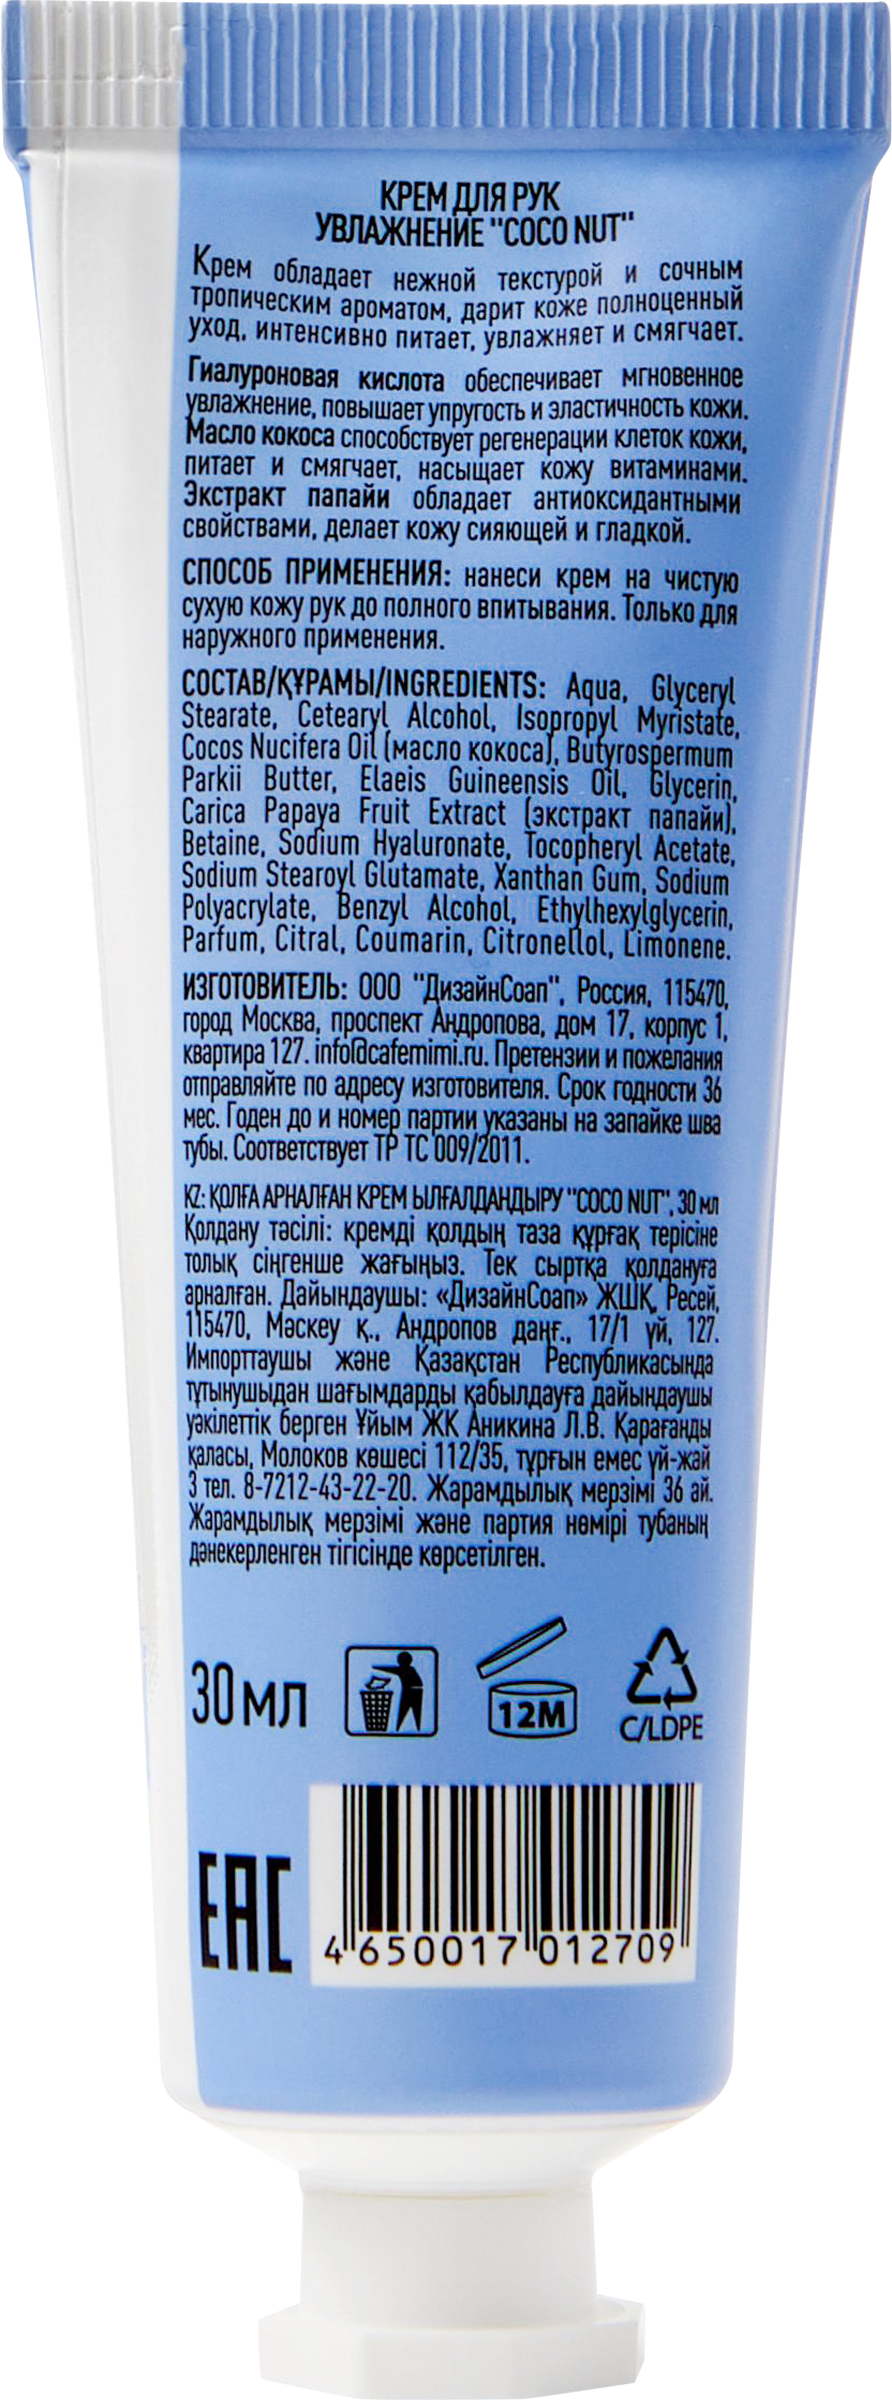 КРЕМ ДЛЯ РУК
УВЛАЖНЕНИЕ "COCO NUT"
Крем обладает нежной текстурой и сочным
тропическим ароматом, дарит коже полноценный
уход, интенсивно питает, увлажняет и смягчает.
Гиалуроновая кислота обеспечивает мгновенное
увлажнение, повышает упругость и эластичность кожи.
Масло кокоса способствует регенерации клеток кожи,
питает и смягчает, насыщает кожу витаминами.
Экстракт папайи обладает антиоксидантными
свойствами, делает кожу сияющей и гладкой.
СПОСОБ ПРИМЕНЕНИЯ: нанеси крем на чистую
сухую кожу рук до полного впитывания. Только для
наружного применения.
СОСТАВ/ҚҰРАМЫ/INGREDIENTS: Aqua, Glyceryl
Stearate, Cetearyl Alcohol, Isopropyl Myristate,
Cocos Nucifera Oil (масло кокоса), Butyrospermum
Parkii Butter, Elaeis Guineensis Oil, Glycerin,
Carica Papaya Fruit Extract (экстракт папайи),
Betaine, Sodium Hyaluronate, Tocopheryl Acetate,
Sodium Stearoyl Glutamate, Xanthan Gum, Sodium
Polyacrylate, Benzyl Alcohol, Ethylhexylglycerin,
Parfum, Citral, Coumarin, Citronellol, Limonene.
ИЗГОТОВИТЕЛЬ: ООО "ДизайнСоап", Россия, 115470,
город Москва, проспект Андропова, дом 17, корпус 1,
квартира 127. info@cafemimi.ru. Претензии и пожелания
отправляйте по адресу изготовителя. Срок годности 36
мес. Годен до и номер партии указаны на запайке шва
тубы. Соответствует ТР ТС 009/2011.
KZ: ҚОЛҒА АРНАЛҒАН КРЕМ ЫЛҒАЛДАНДЫРУ "COCO NUT", 30 мл
Қолдану тәсілі: кремді қолдың таза құрғақ терісіне
толық сіңгенше жағыңыз. Тек сыртқа қолдануға
арналған. Дайындаушы: «ДизайнСоап» ЖШҚ, Ресей,
115470, Мәскеу қ., Андропов даңғ., 17/1 үй, 127.
Импорттаушы және Қазақстан Республикасында
тұтынушыдан шағымдарды қабылдауға дайындаушы
уәкілеттік берген Ұйым ЖК Аникина Л.В. Қарағанды
қаласы, Молоков көшесі 112/35, тұрғын емес үй-жай
3 тел. 8-7212-43-22-20. Жарамдылық мерзімі 36 ай.
Жарамдылық мерзімі және партия нөмірі тубаның
дәнекерленген тігісінде көрсетілген.
30 мл
12M
C/LDPE
EAC
4 650017 012709